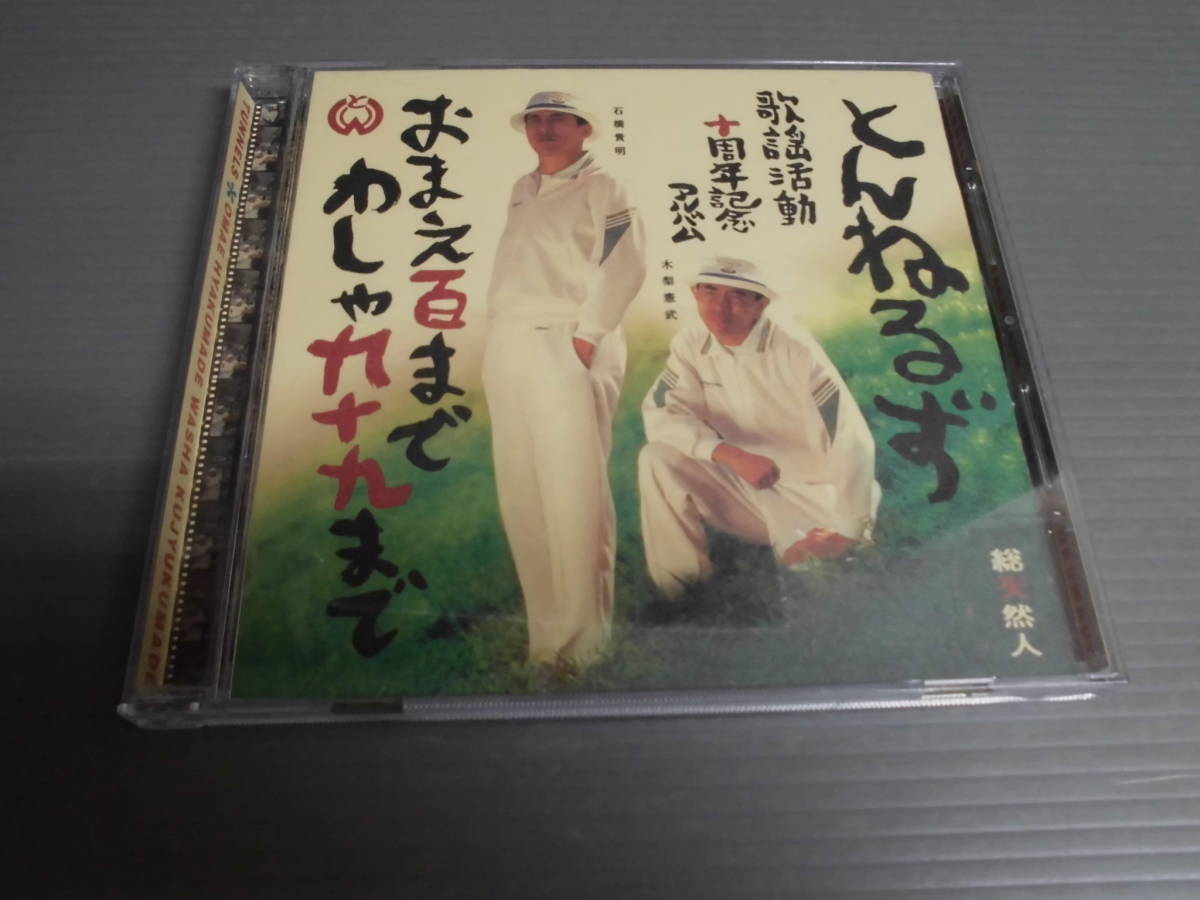 とんねるず
歌謡活動
十周年記念
アルバム
石橋貴明
木梨憲武
おまえ百まで
わしゃ九十九まで
と
総天然人
TUNNELS * OMAE HYAKUMADE WASHA KUJYUKUMADE